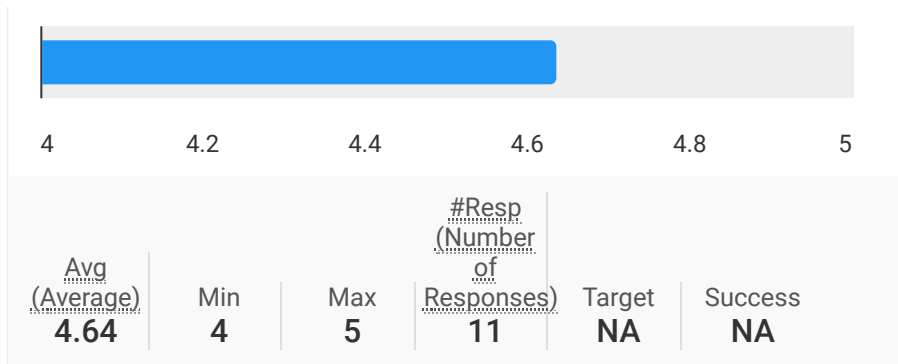 4 4.2 4.4 4.6 4.8 5
#Resp
(Number
of
Responses)
11
Avg
(Average)
4.64
Min
4
Max
5
Target
NA
Success
NA